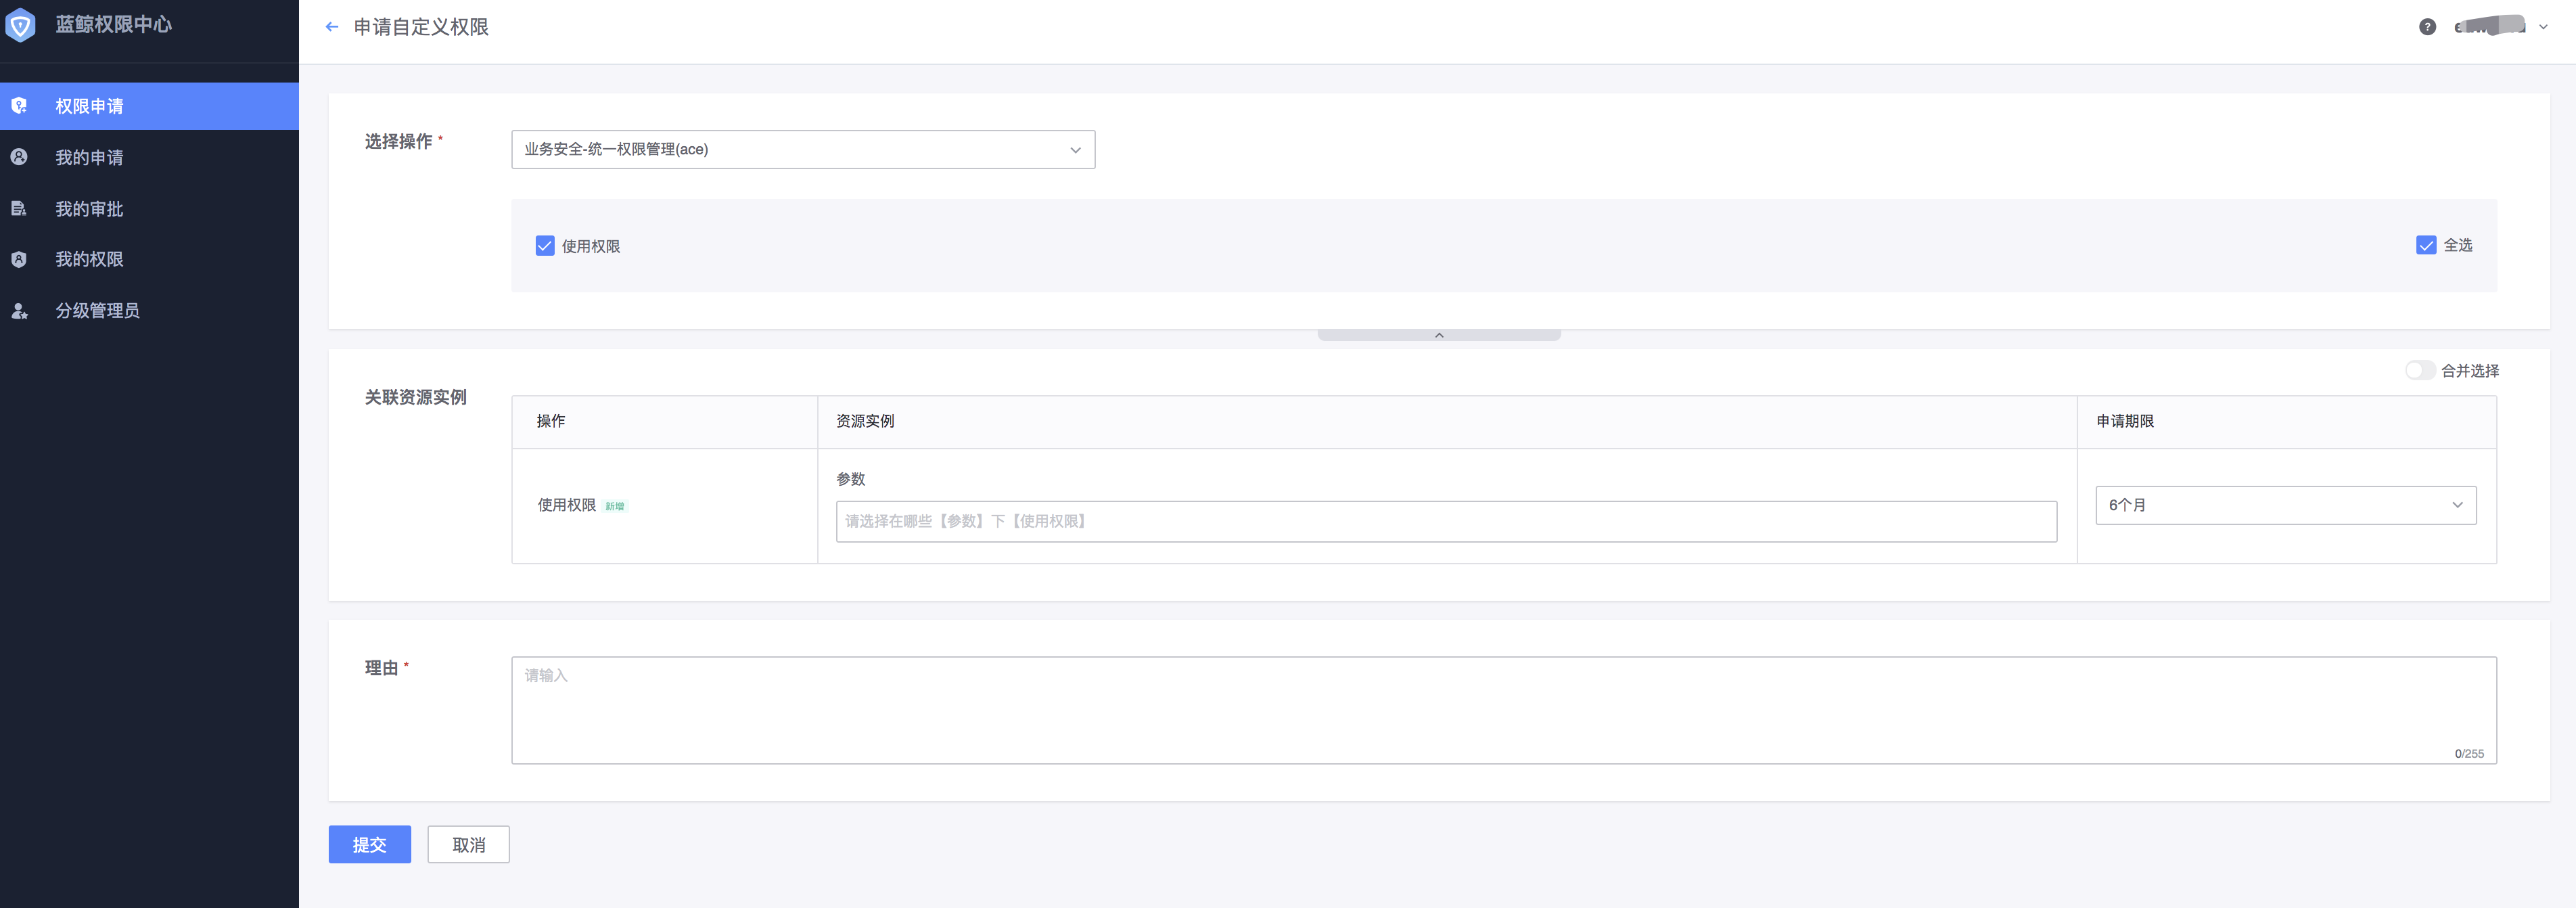 蓝鲸权限中心
权限申请
我的申请
我的审批
我的权限
分级管理员
申请自定义权限
选择操作 *
业务安全-统一权限管理(ace)
使用权限
全选
合并选择
关联资源实例
操作
资源实例
申请期限
使用权限 新增
参数
请选择在哪些【参数】下【使用权限】
6个月
理由 *
请输入
0/255
提交
取消